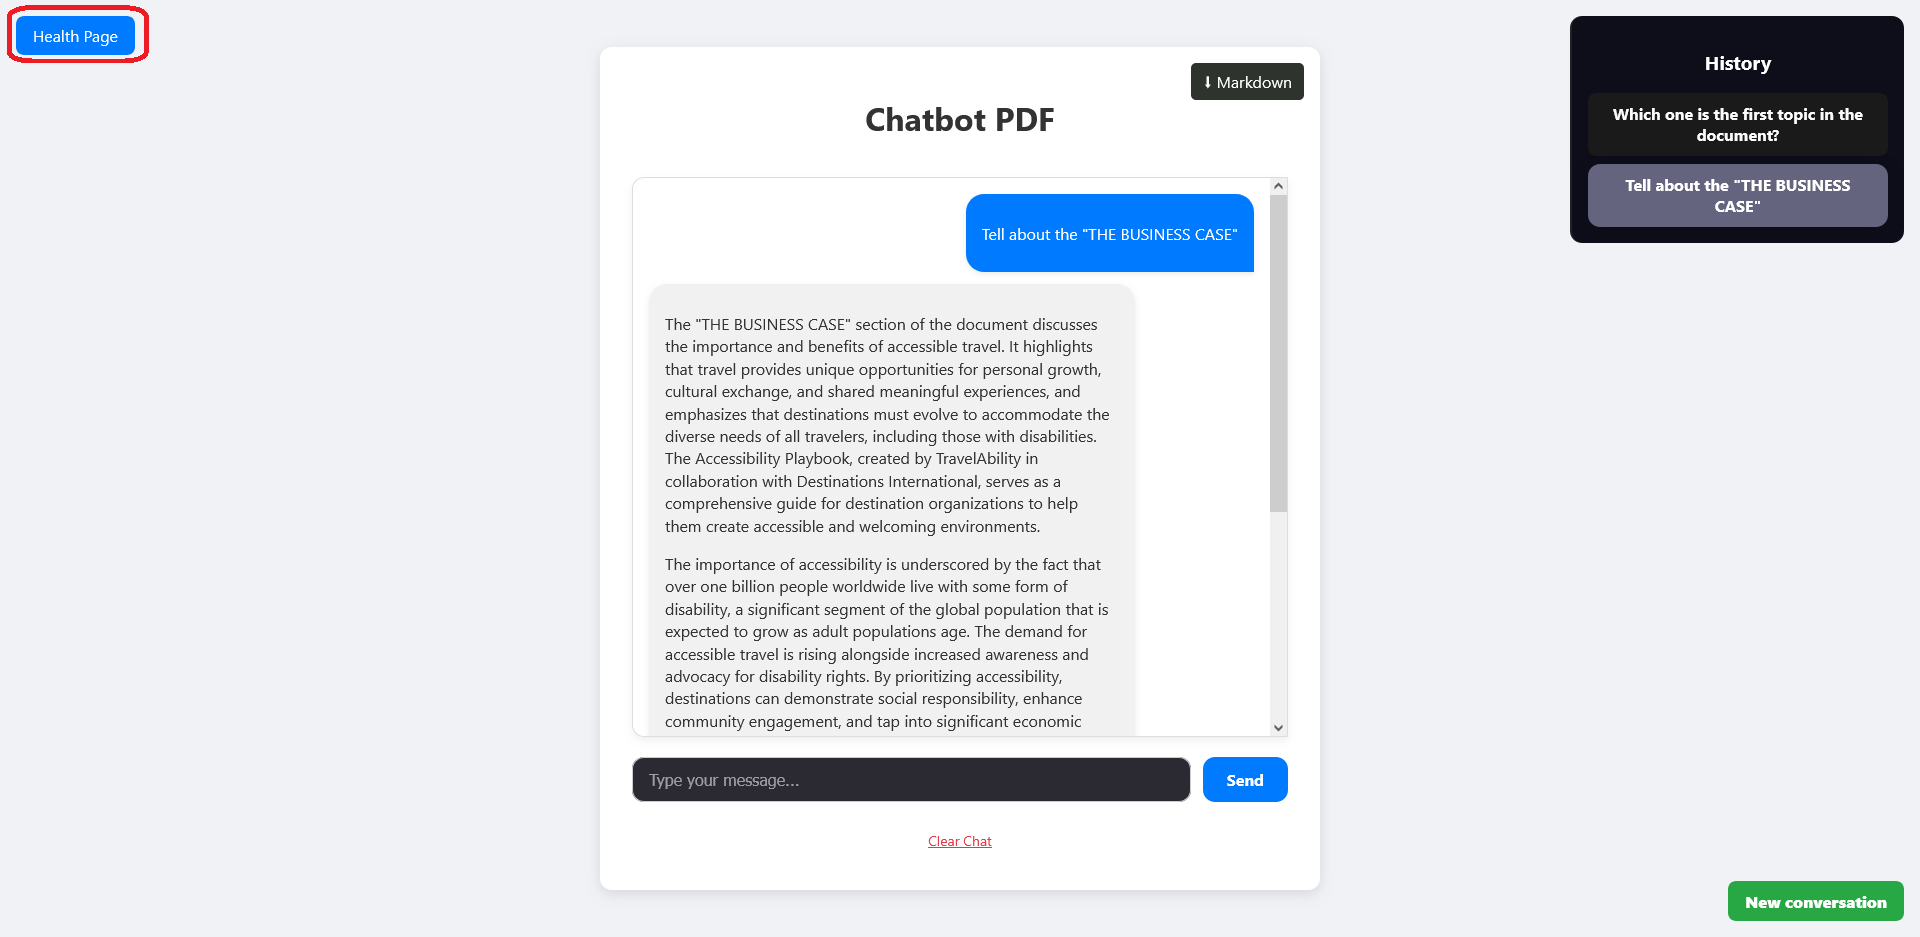 Health Page
⬇ Markdown
Chatbot PDF
Tell about the "THE BUSINESS CASE"
The "THE BUSINESS CASE" section of the document discusses
the importance and benefits of accessible travel. It highlights
that travel provides unique opportunities for personal growth,
cultural exchange, and shared meaningful experiences, and
emphasizes that destinations must evolve to accommodate the
diverse needs of all travelers, including those with disabilities.
The Accessibility Playbook, created by TravelAbility in
collaboration with Destinations International, serves as a
comprehensive guide for destination organizations to help
them create accessible and welcoming environments.
The importance of accessibility is underscored by the fact that
over one billion people worldwide live with some form of
disability, a significant segment of the global population that is
expected to grow as adult populations age. The demand for
accessible travel is rising alongside increased awareness and
advocacy for disability rights. By prioritizing accessibility,
destinations can demonstrate social responsibility, enhance
community engagement, and tap into significant economic
Type your message...
Send
Clear Chat
History
Which one is the first topic in the
document?
Tell about the "THE BUSINESS
CASE"
New conversation